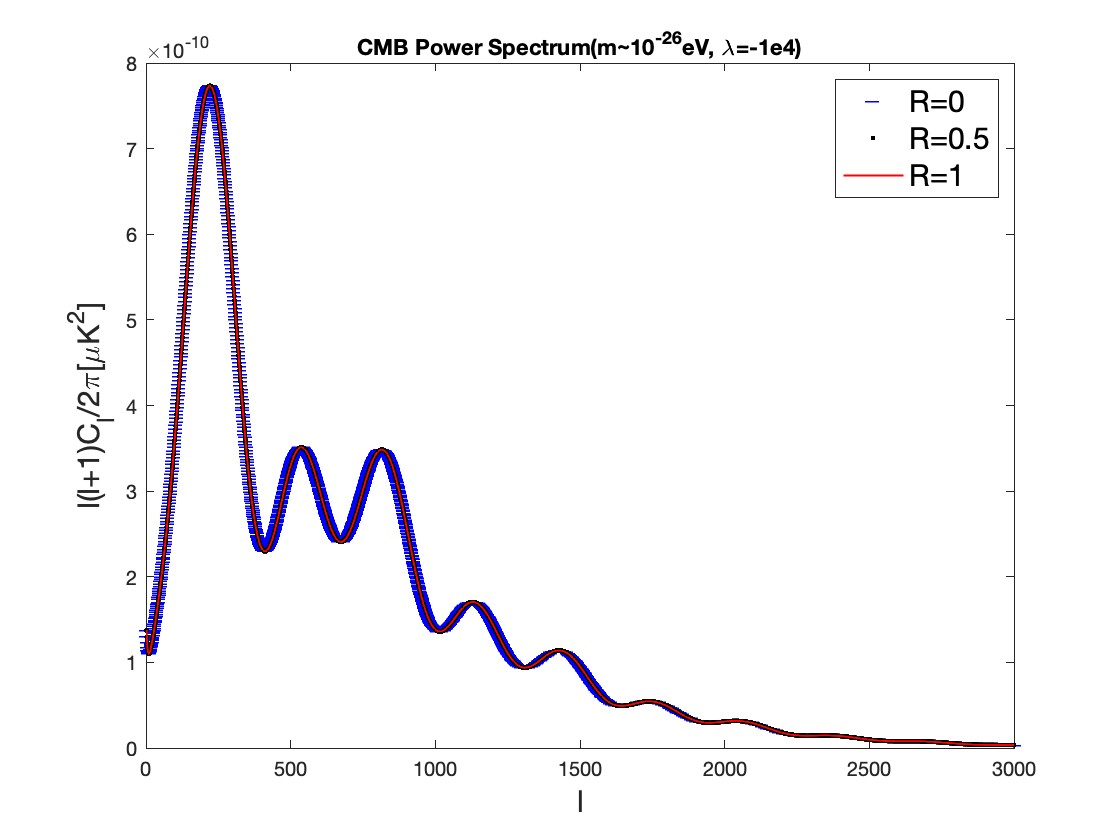 CMB Power Spectrum(m~10^-26eV, λ=-1e4)
×10^-10
8
7
6
5
4
3
2
1
0
l(l+1)C_l/2π[μK^2]
R=0
R=0.5
R=1
0 500 1000 1500 2000 2500 3000
l